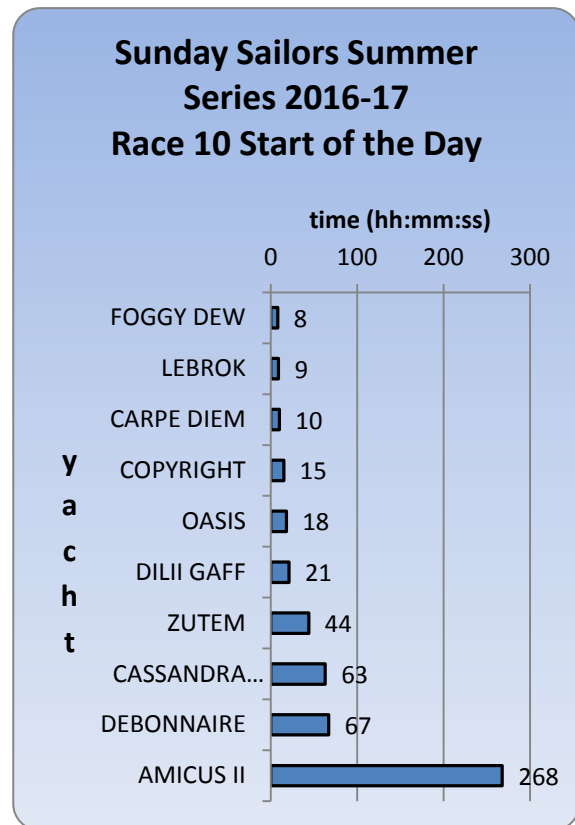 Sunday Sailors Summer
Series 2016-17
Race 10 Start of the Day
time (hh:mm:ss)
0 100 200 300
yacht
FOGGY DEW 8
LEBROK 9
CARPE DIEM 10
COPYRIGHT 15
OASIS 18
DILII GAFF 21
ZUTEM 44
CASSANDRA... 63
DEBONNAIRE 67
AMICUS II 268